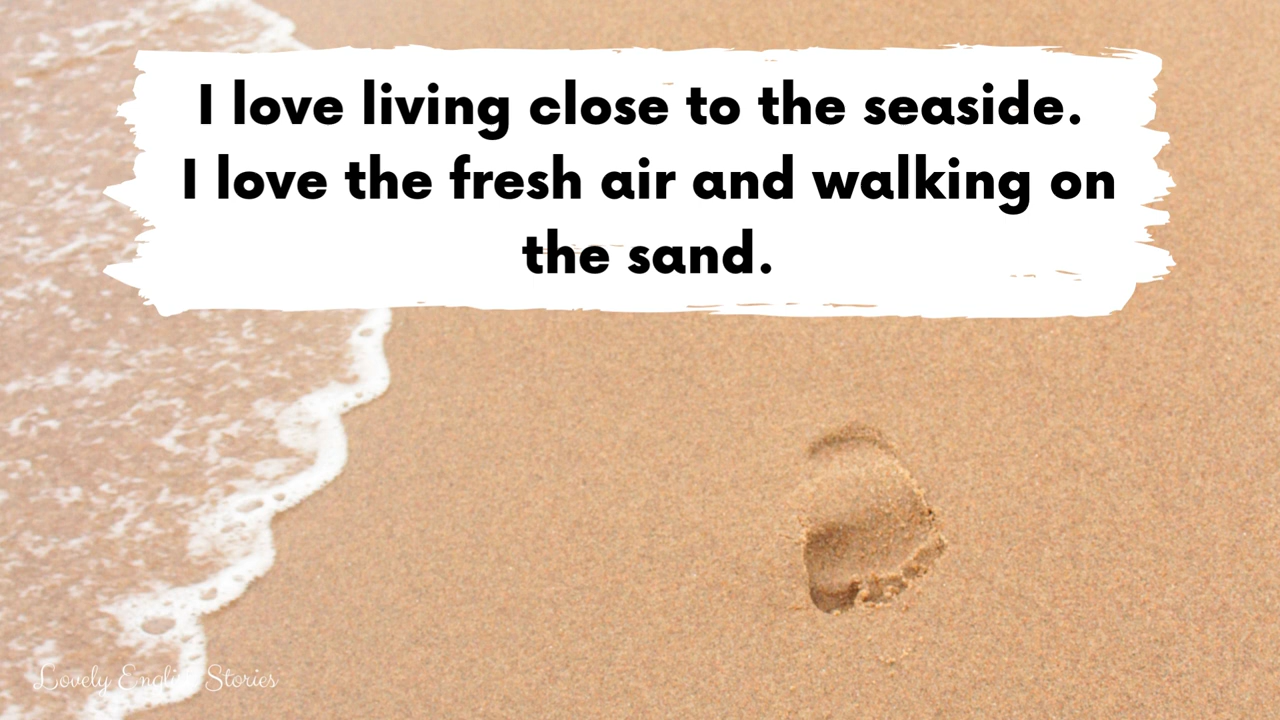 I love living close to the seaside.
I love the fresh air and walking on
the sand.
Lovely English Stories